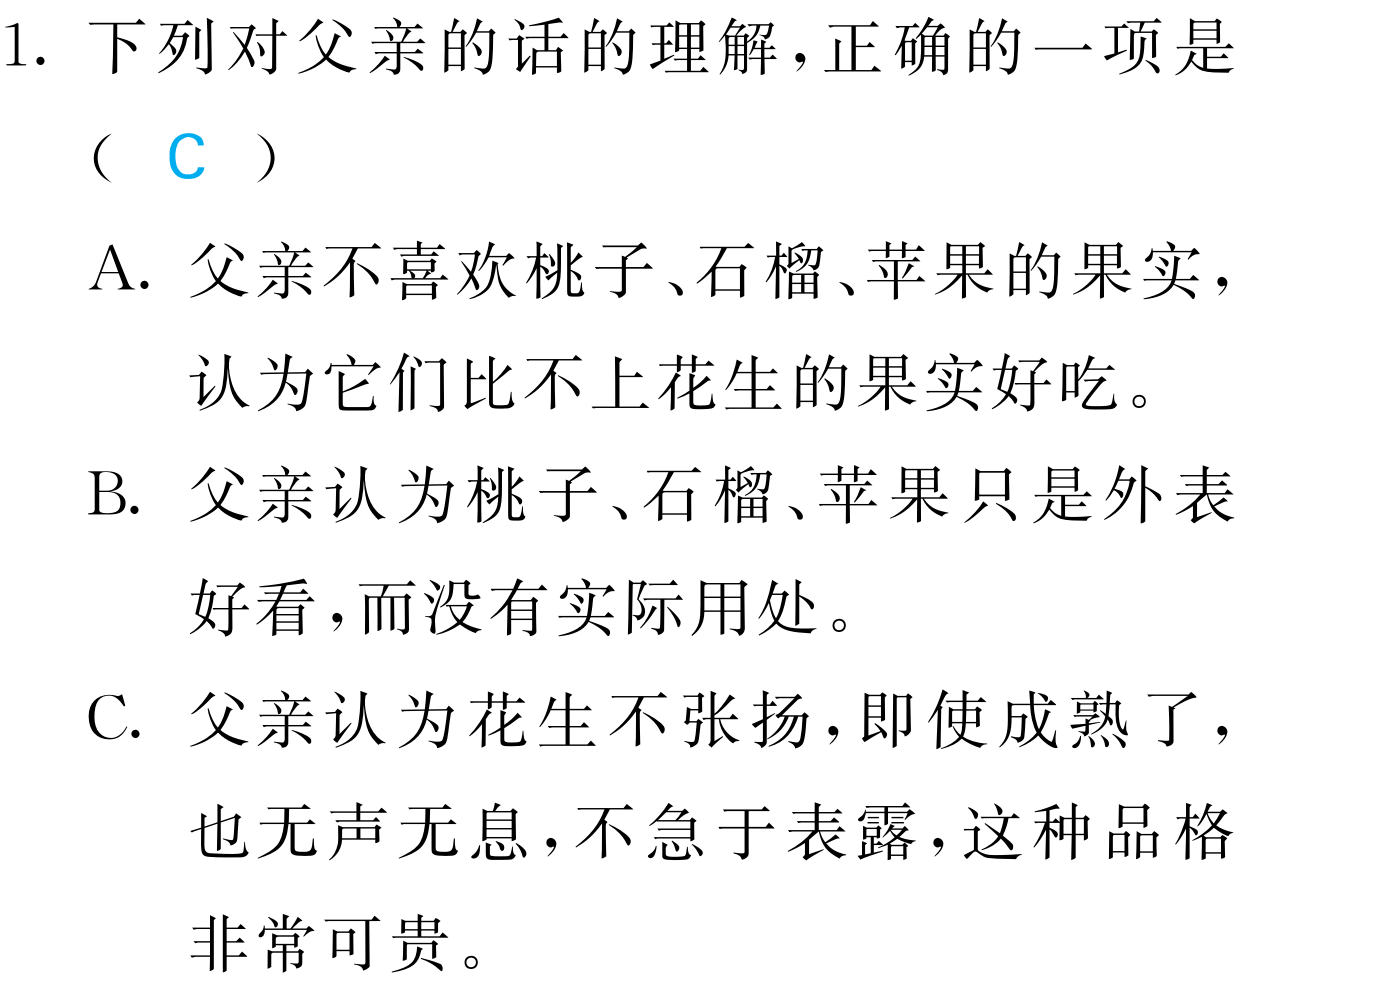 1. 下列对父亲的话的理解,正确的一项是
( C )
A. 父亲不喜欢桃子、石榴、苹果的果实,
认为它们比不上花生的果实好吃。
B. 父亲认为桃子、石榴、苹果只是外表
好看,而没有实际用处。
C. 父亲认为花生不张扬,即使成熟了,
也无声无息,不急于表露,这种品格
非常可贵。